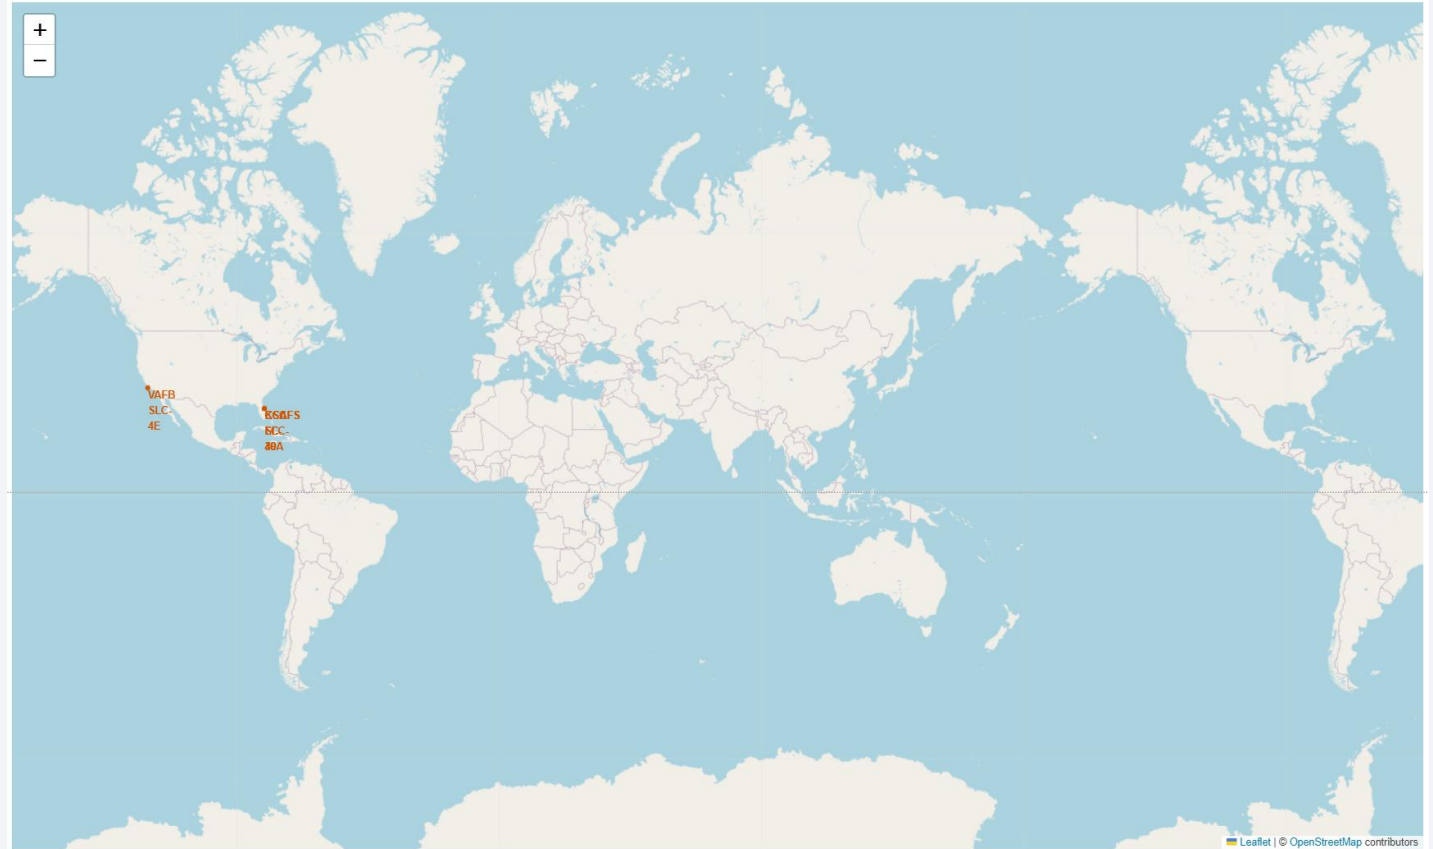 +
−
VAFB
SLC-
4E
Leaflet | © OpenStreetMap contributors